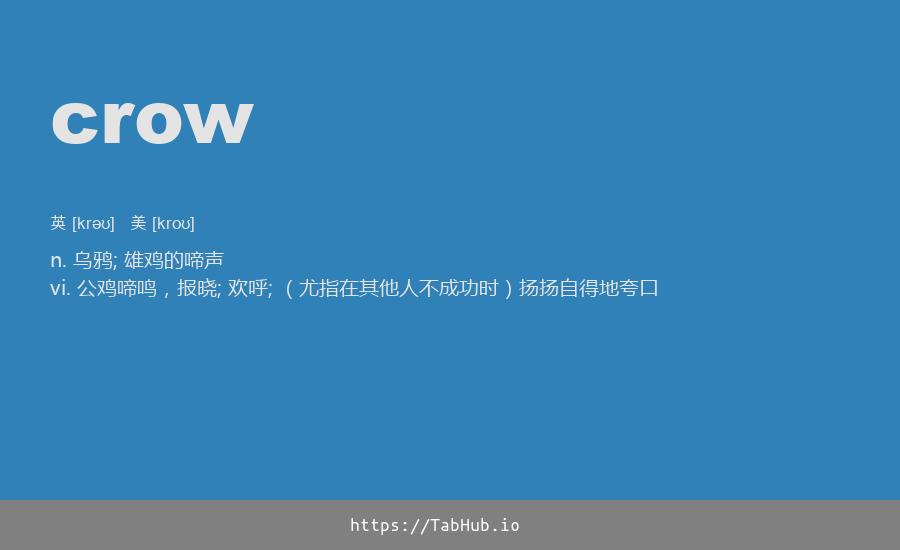 crow
英 [krəʊ] 美 [kroʊ]
n. 乌鸦; 雄鸡的啼声
vi. 公鸡啼鸣，报晓; 欢呼; （尤指在其他人不成功时）扬扬自得地夸口
https://TabHub.io